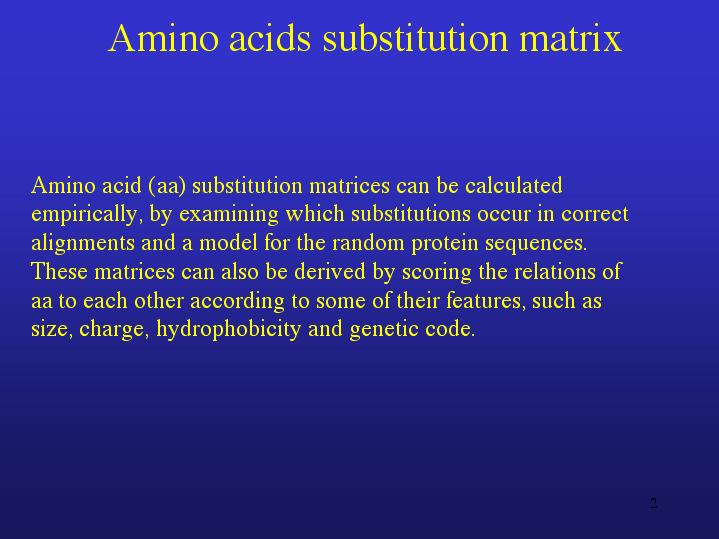 Amino acids substitution matrix
Amino acid (aa) substitution matrices can be calculated
empirically, by examining which substitutions occur in correct
alignments and a model for the random protein sequences.
These matrices can also be derived by scoring the relations of
aa to each other according to some of their features, such as
size, charge, hydrophobicity and genetic code.
2